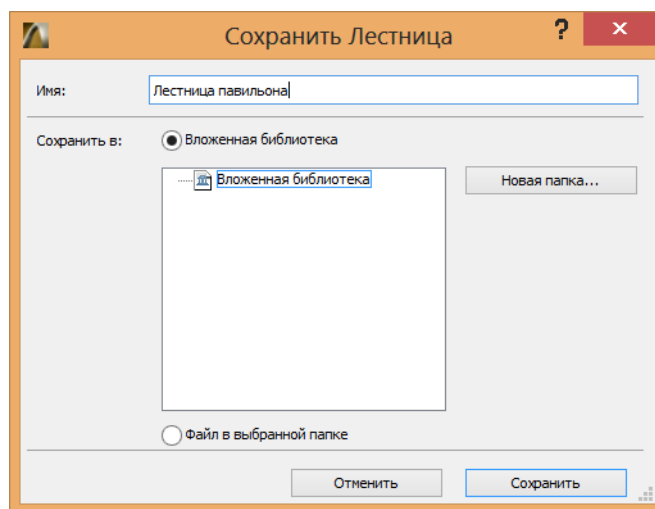 Сохранить Лестница
Имя: Лестница павильона
Сохранить в: Вложенная библиотека
Вложенная библиотека
Новая папка...
Файл в выбранной папке
Отменить Сохранить